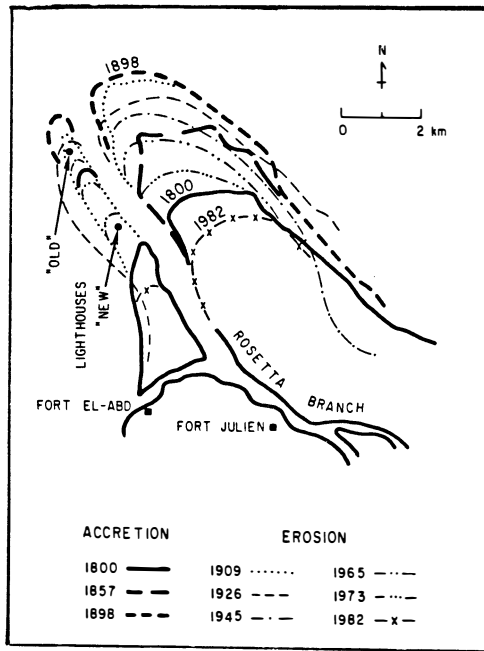 1898
N
0 2 km
1800
1982
"OLD"
LIGHTHOUSES
"NEW"
ROSETTA
BRANCH
FORT EL-ABD
FORT JULIEN
ACCRETION EROSION
1800 1909 1965
1857 1926 1973
1898 1945 1982